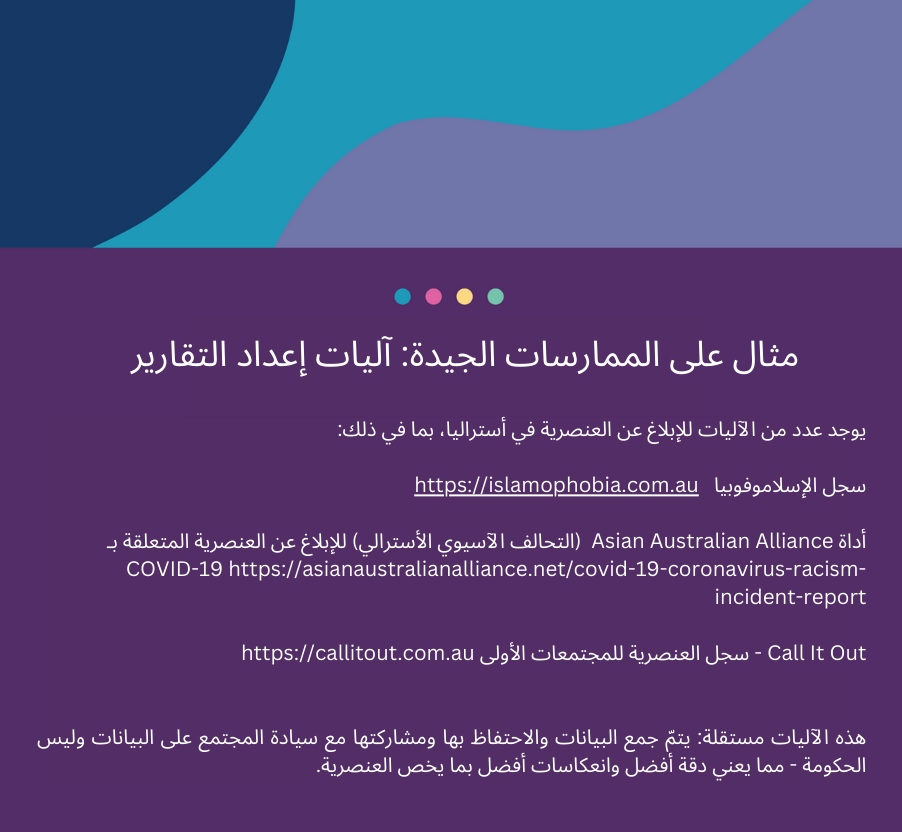 مثال على الممارسات الجيدة: آليات إعداد التقارير
يوجد عدد من الآليات للإبلاغ عن العنصرية في أستراليا، بما في ذلك:
سجل الإسلاموفوبيا https://islamophobia.com.au
أداة Asian Australian Alliance (التحالف الآسيوي الأسترالي) للإبلاغ عن العنصرية المتعلقة بـ
COVID-19 https://asianaustralianalliance.net/covid-19-coronavirus-racism-
incident-report
Call It Out - سجل العنصرية للمجتمعات الأولى https://callitout.com.au
هذه الآليات مستقلة: يتمّ جمع البيانات والاحتفاظ بها ومشاركتها مع سيادة المجتمع على البيانات وليس
الحكومة - مما يعني دقة أفضل وانعكاسات أفضل بما يخص العنصرية.